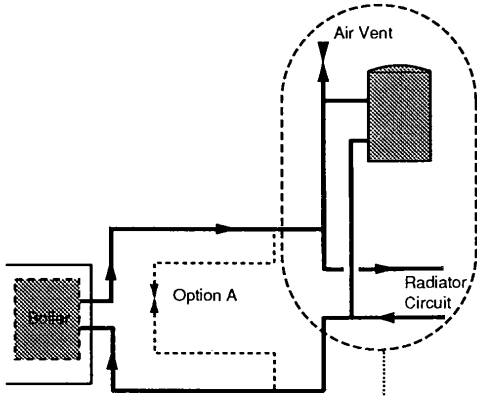 Air Vent
Option A
Radiator
Circuit
Boiler